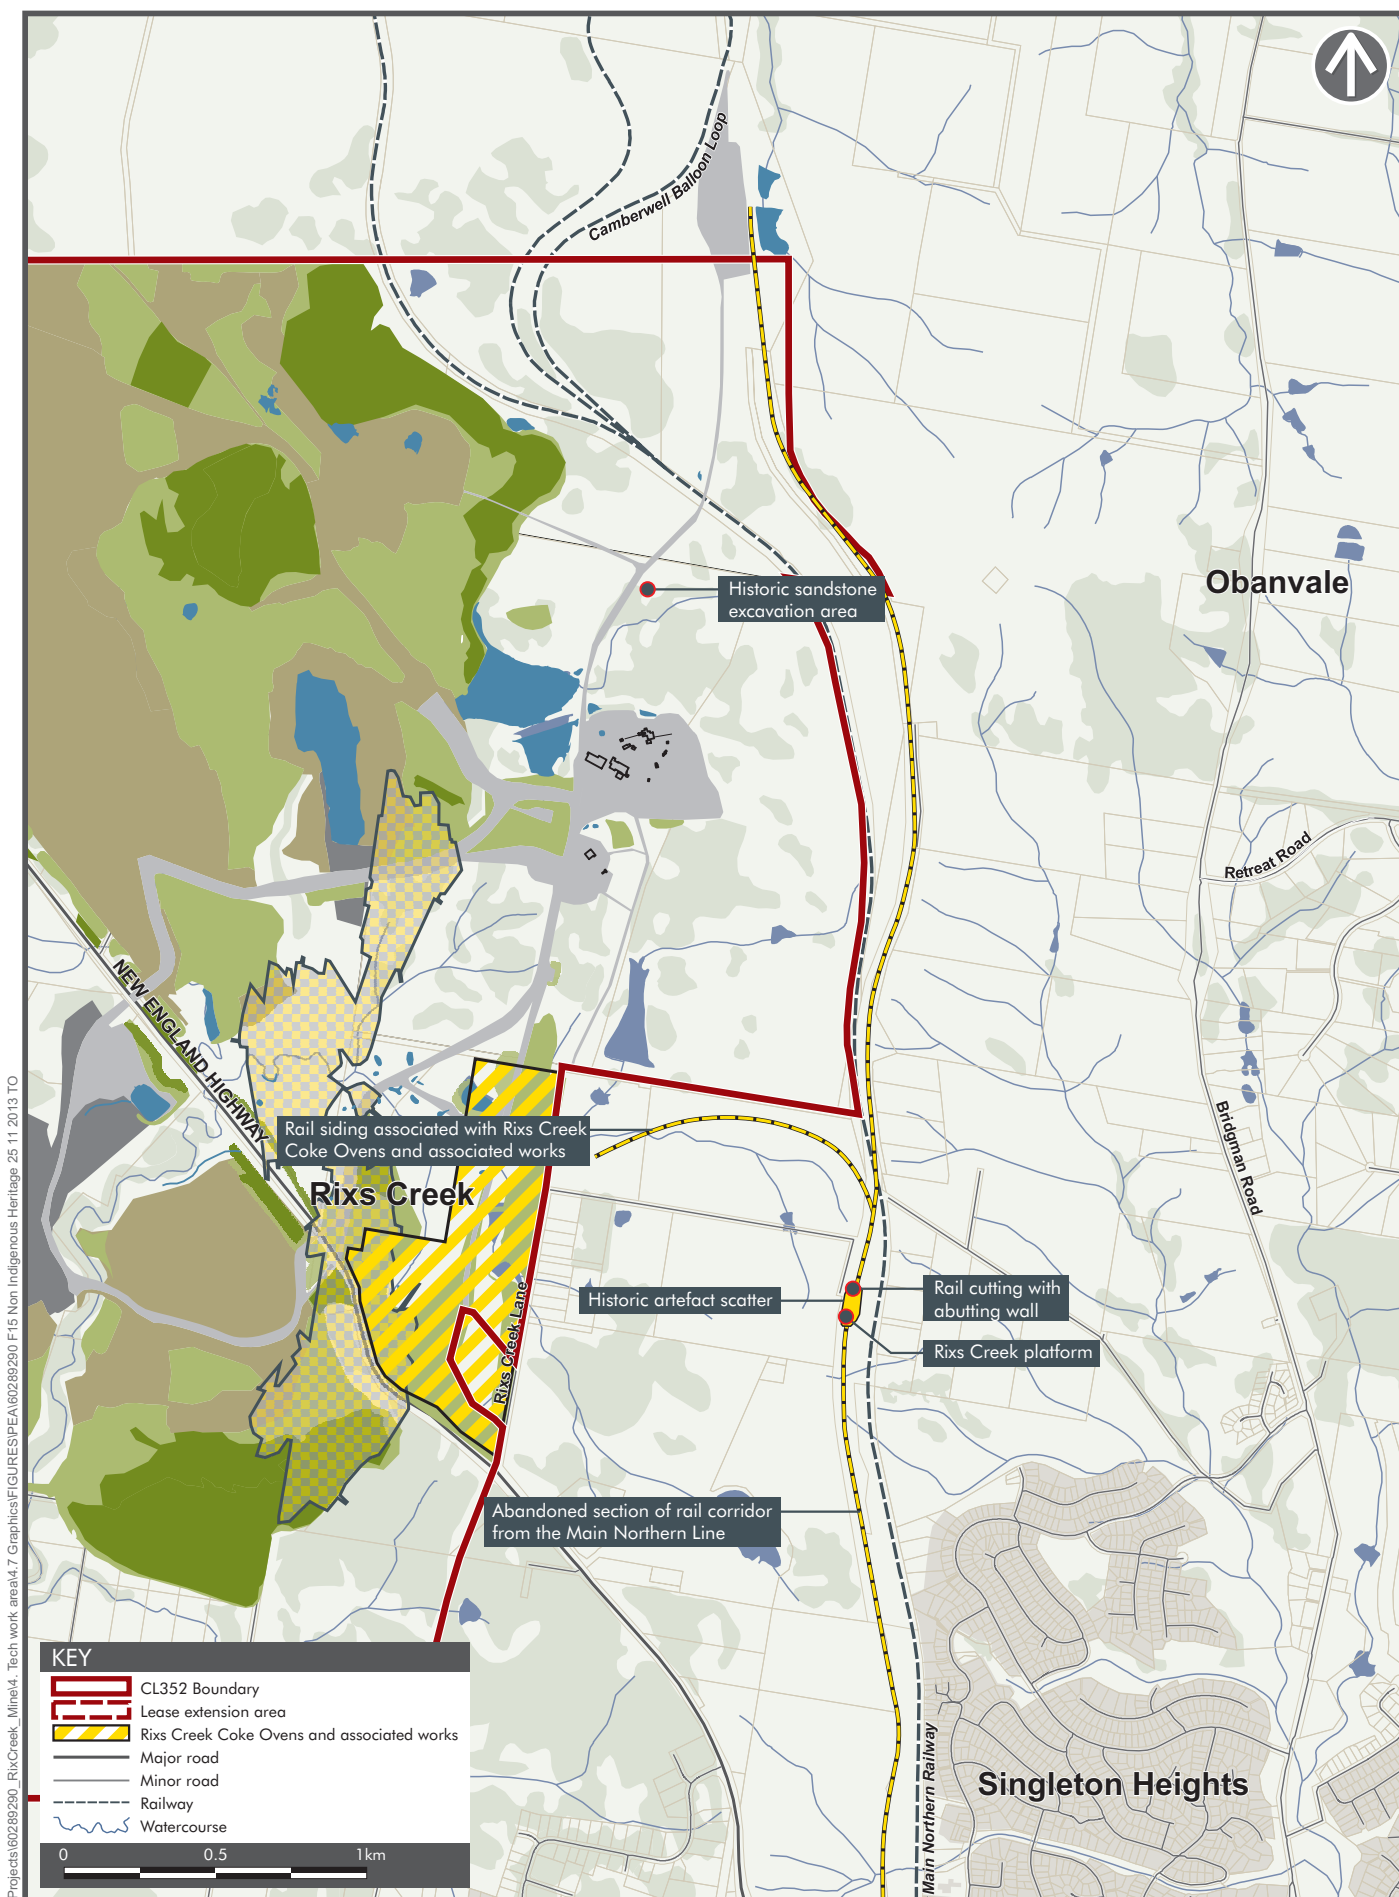 Camberwell Balloon Loop
Historic sandstone
excavation area
Obanvale
Retreat Road
NEW ENGLAND HIGHWAY
Bridgman Road
Rail siding associated with Rixs Creek
Coke Ovens and associated works
Rixs Creek
Rixs Creek Lane
Historic artefact scatter
Rail cutting with
abutting wall
Rixs Creek platform
Abandoned section of rail corridor
from the Main Northern Line
Main Northern Railway
Singleton Heights
KEY
CL352 Boundary
Lease extension area
Rixs Creek Coke Ovens and associated works
Major road
Minor road
Railway
Watercourse
0 0.5 1km
Projects\60289290_RixCreek_Mine\4. Tech work area\4.7 Graphics\FIGURES\PEA\60289290 F15 Non Indigenous Heritage 25 11 2013 TO